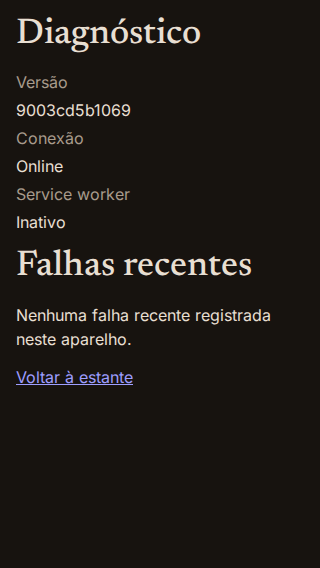 Diagnóstico
Versão
9003cd5b1069
Conexão
Online
Service worker
Inativo
Falhas recentes
Nenhuma falha recente registrada
neste aparelho.
Voltar à estante